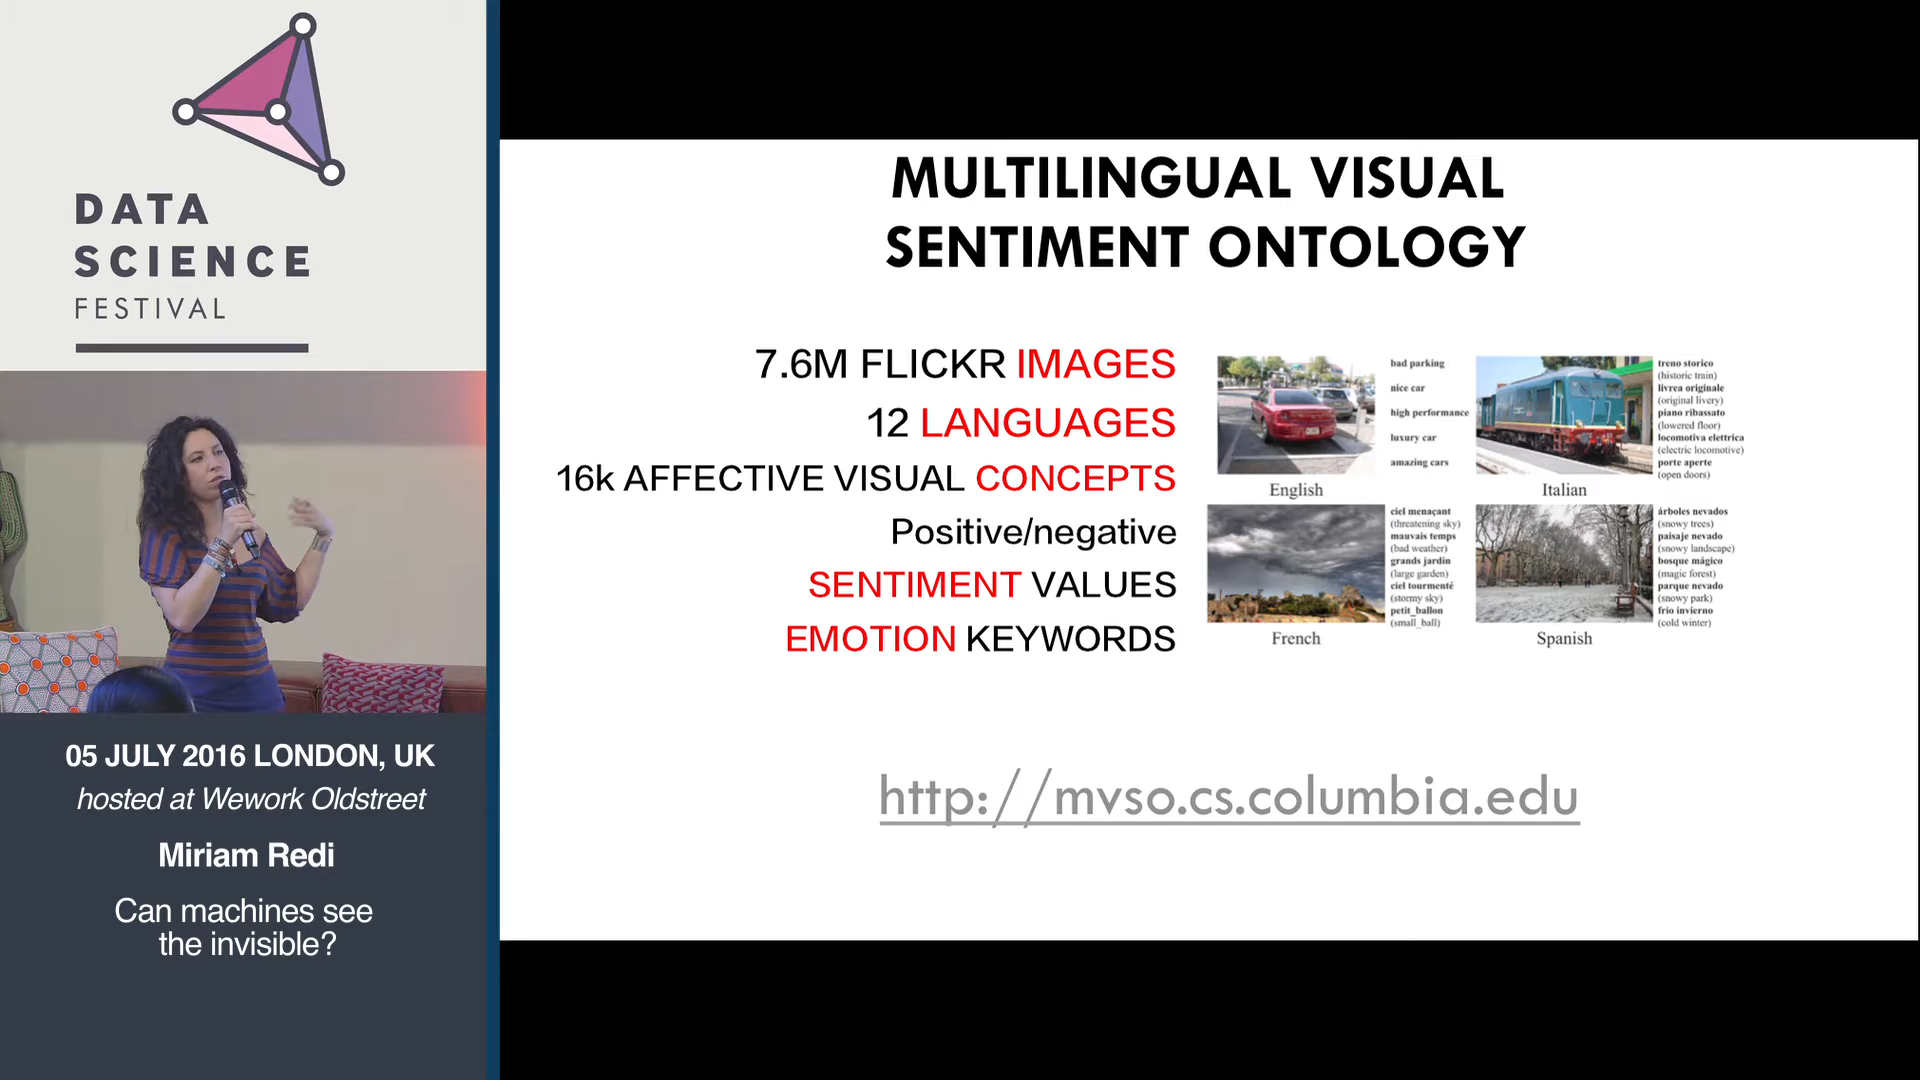 DATA
SCIENCE
FESTIVAL
05 JULY 2016 LONDON, UK
hosted at Wework Oldstreet
Miriam Redi
Can machines see
the invisible?
MULTILINGUAL VISUAL
SENTIMENT ONTOLOGY
7.6M FLICKR IMAGES
12 LANGUAGES
16k AFFECTIVE VISUAL CONCEPTS
Positive/negative
SENTIMENT VALUES
EMOTION KEYWORDS
bad parking
nice car
high performance
luxury car
amazing cars
English
treno storico
(historic train)
livrea originale
(original livery)
piano ribassato
(lowered floor)
locomotiva elettrica
(electric locomotive)
porte aperte
(open doors)
Italian
ciel menaçant
(threatening sky)
mauvais temps
(bad weather)
grands jardin
(large garden)
ciel tourmenté
(stormy sky)
petit_ballon
(small_ball)
French
árboles nevados
(snowy trees)
paisaje nevado
(snowy landscape)
bosque mágico
(magic forest)
parque nevado
(snowy park)
frio invierno
(cold winter)
Spanish
http://mvso.cs.columbia.edu